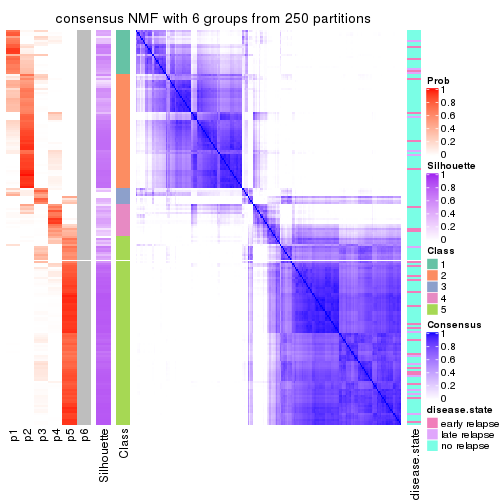 consensus NMF with 6 groups from 250 partitions
Prob
1
0.8
0.6
0.4
0.2
0
Silhouette
1
0.8
0.6
0.4
0.2
0
Class
1
2
3
4
5
Consensus
1
0.8
0.6
0.4
0.2
0
disease.state
early relapse
late relapse
no relapse
p1
p2
p3
p4
p5
p6
Silhouette
Class
disease.state